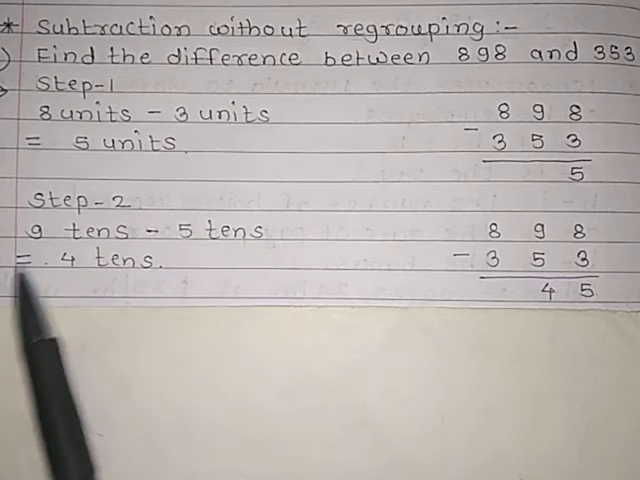 * Subtraction without regrouping:-
) Find the difference between 898 and 353
Step-1
8 units - 3 units
= 5 units.
8 9 8
- 3 5 3
5
Step-2
9 tens - 5 tens
= 4 tens.
8 9 8
- 3 5 3
4 5